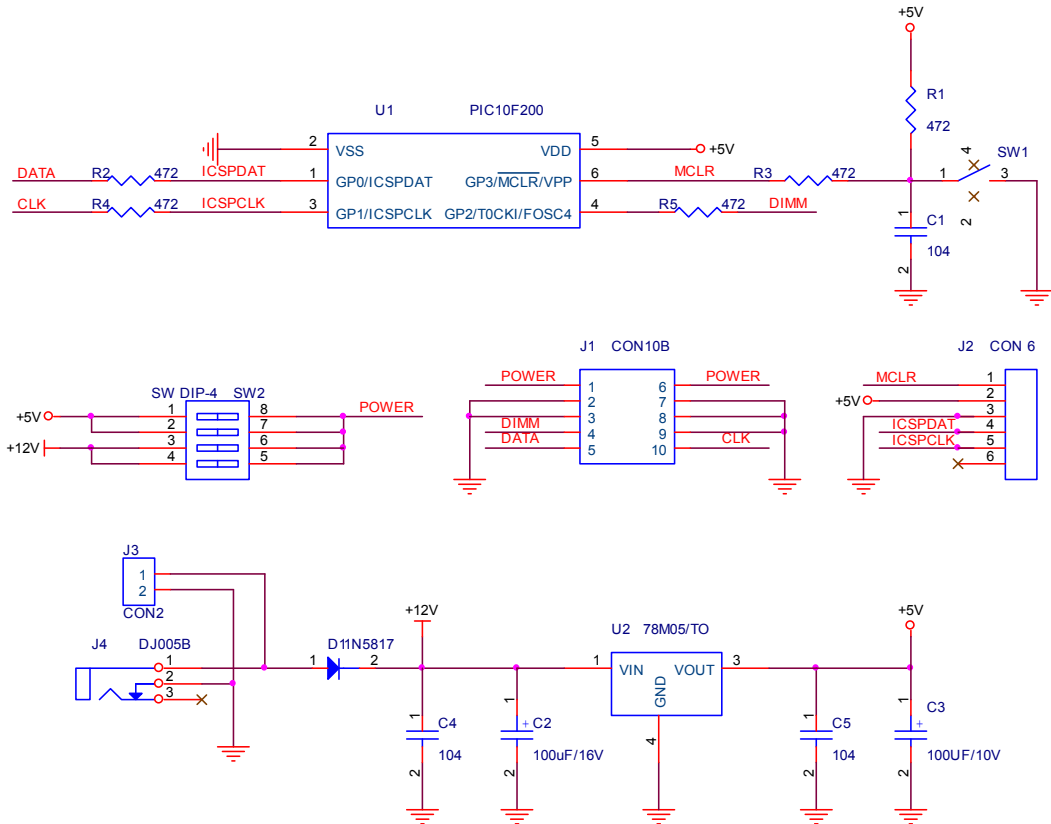 +5V
R1
472
U1 PIC10F200
2 VSS VDD 5 +5V
SW1
4
DATA R2 472 ICSPDAT 1 GP0/ICSPDAT GP3/MCLR/VPP 6 MCLR R3 472 1 3
CLK R4 472 ICSPCLK 3 GP1/ICSPCLK GP2/T0CKI/FOSC4 4 R5 472 DIMM
2
1 C1
104
2
J1 CON10B
J2 CON 6
SW DIP-4 SW2
POWER 1 6 POWER
2 7
3 8
DIMM 4 9
DATA 5 10 CLK
MCLR 1
+5V 2
3
ICSPDAT 4
ICSPCLK 5
6
+5V 1 8 POWER
2 7
+12V 3 6
4 5
J3
1
2
CON2
J4 DJ005B
1
2
3
D11N5817
1 2
+12V
U2 78M05/TO
1 VIN VOUT 3
GND
4
+5V
1 C4
104
2
1 + C2
100uF/16V
2
1 C5
104
2
1 C3
+
100UF/10V
2